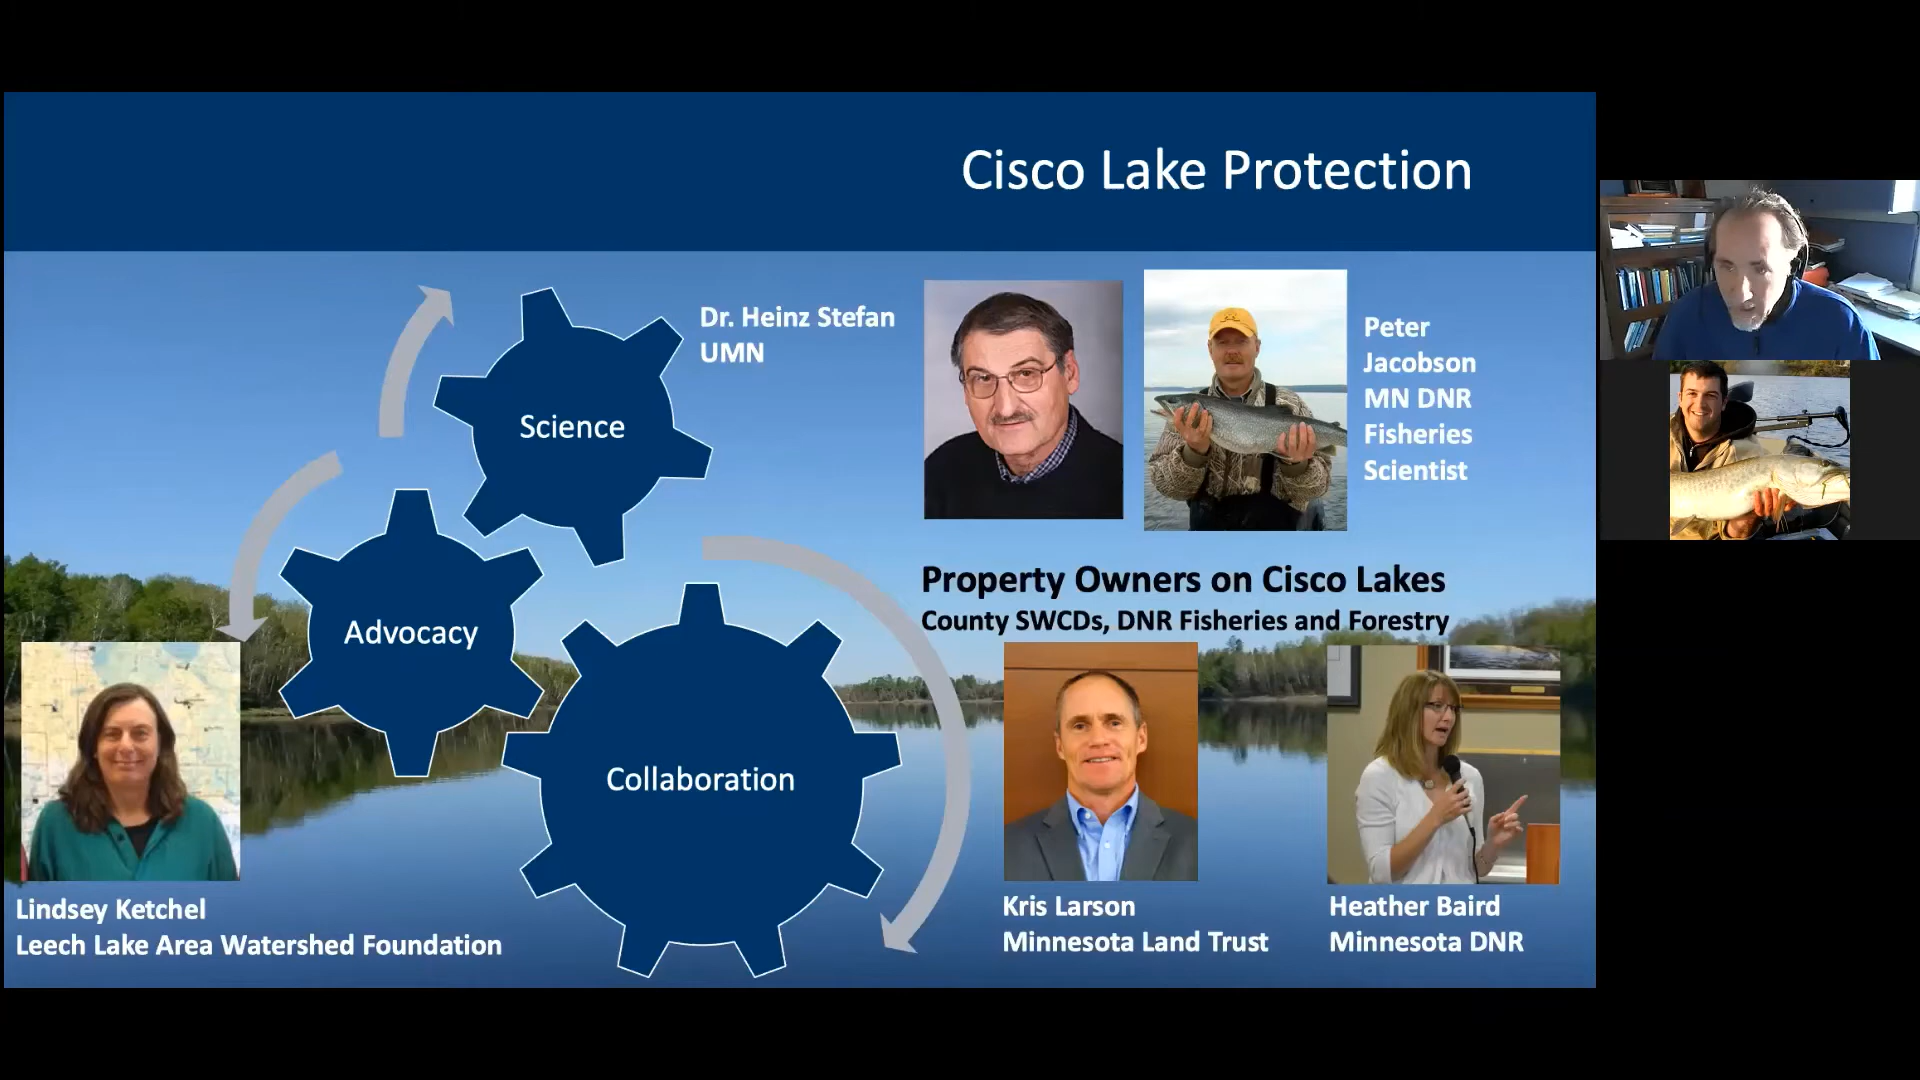 Cisco Lake Protection
Dr. Heinz Stefan
UMN
Peter
Jacobson
MN DNR
Fisheries
Scientist
Science
Advocacy
Collaboration
Property Owners on Cisco Lakes
County SWCDs, DNR Fisheries and Forestry
Lindsey Ketchel
Leech Lake Area Watershed Foundation
Kris Larson
Minnesota Land Trust
Heather Baird
Minnesota DNR